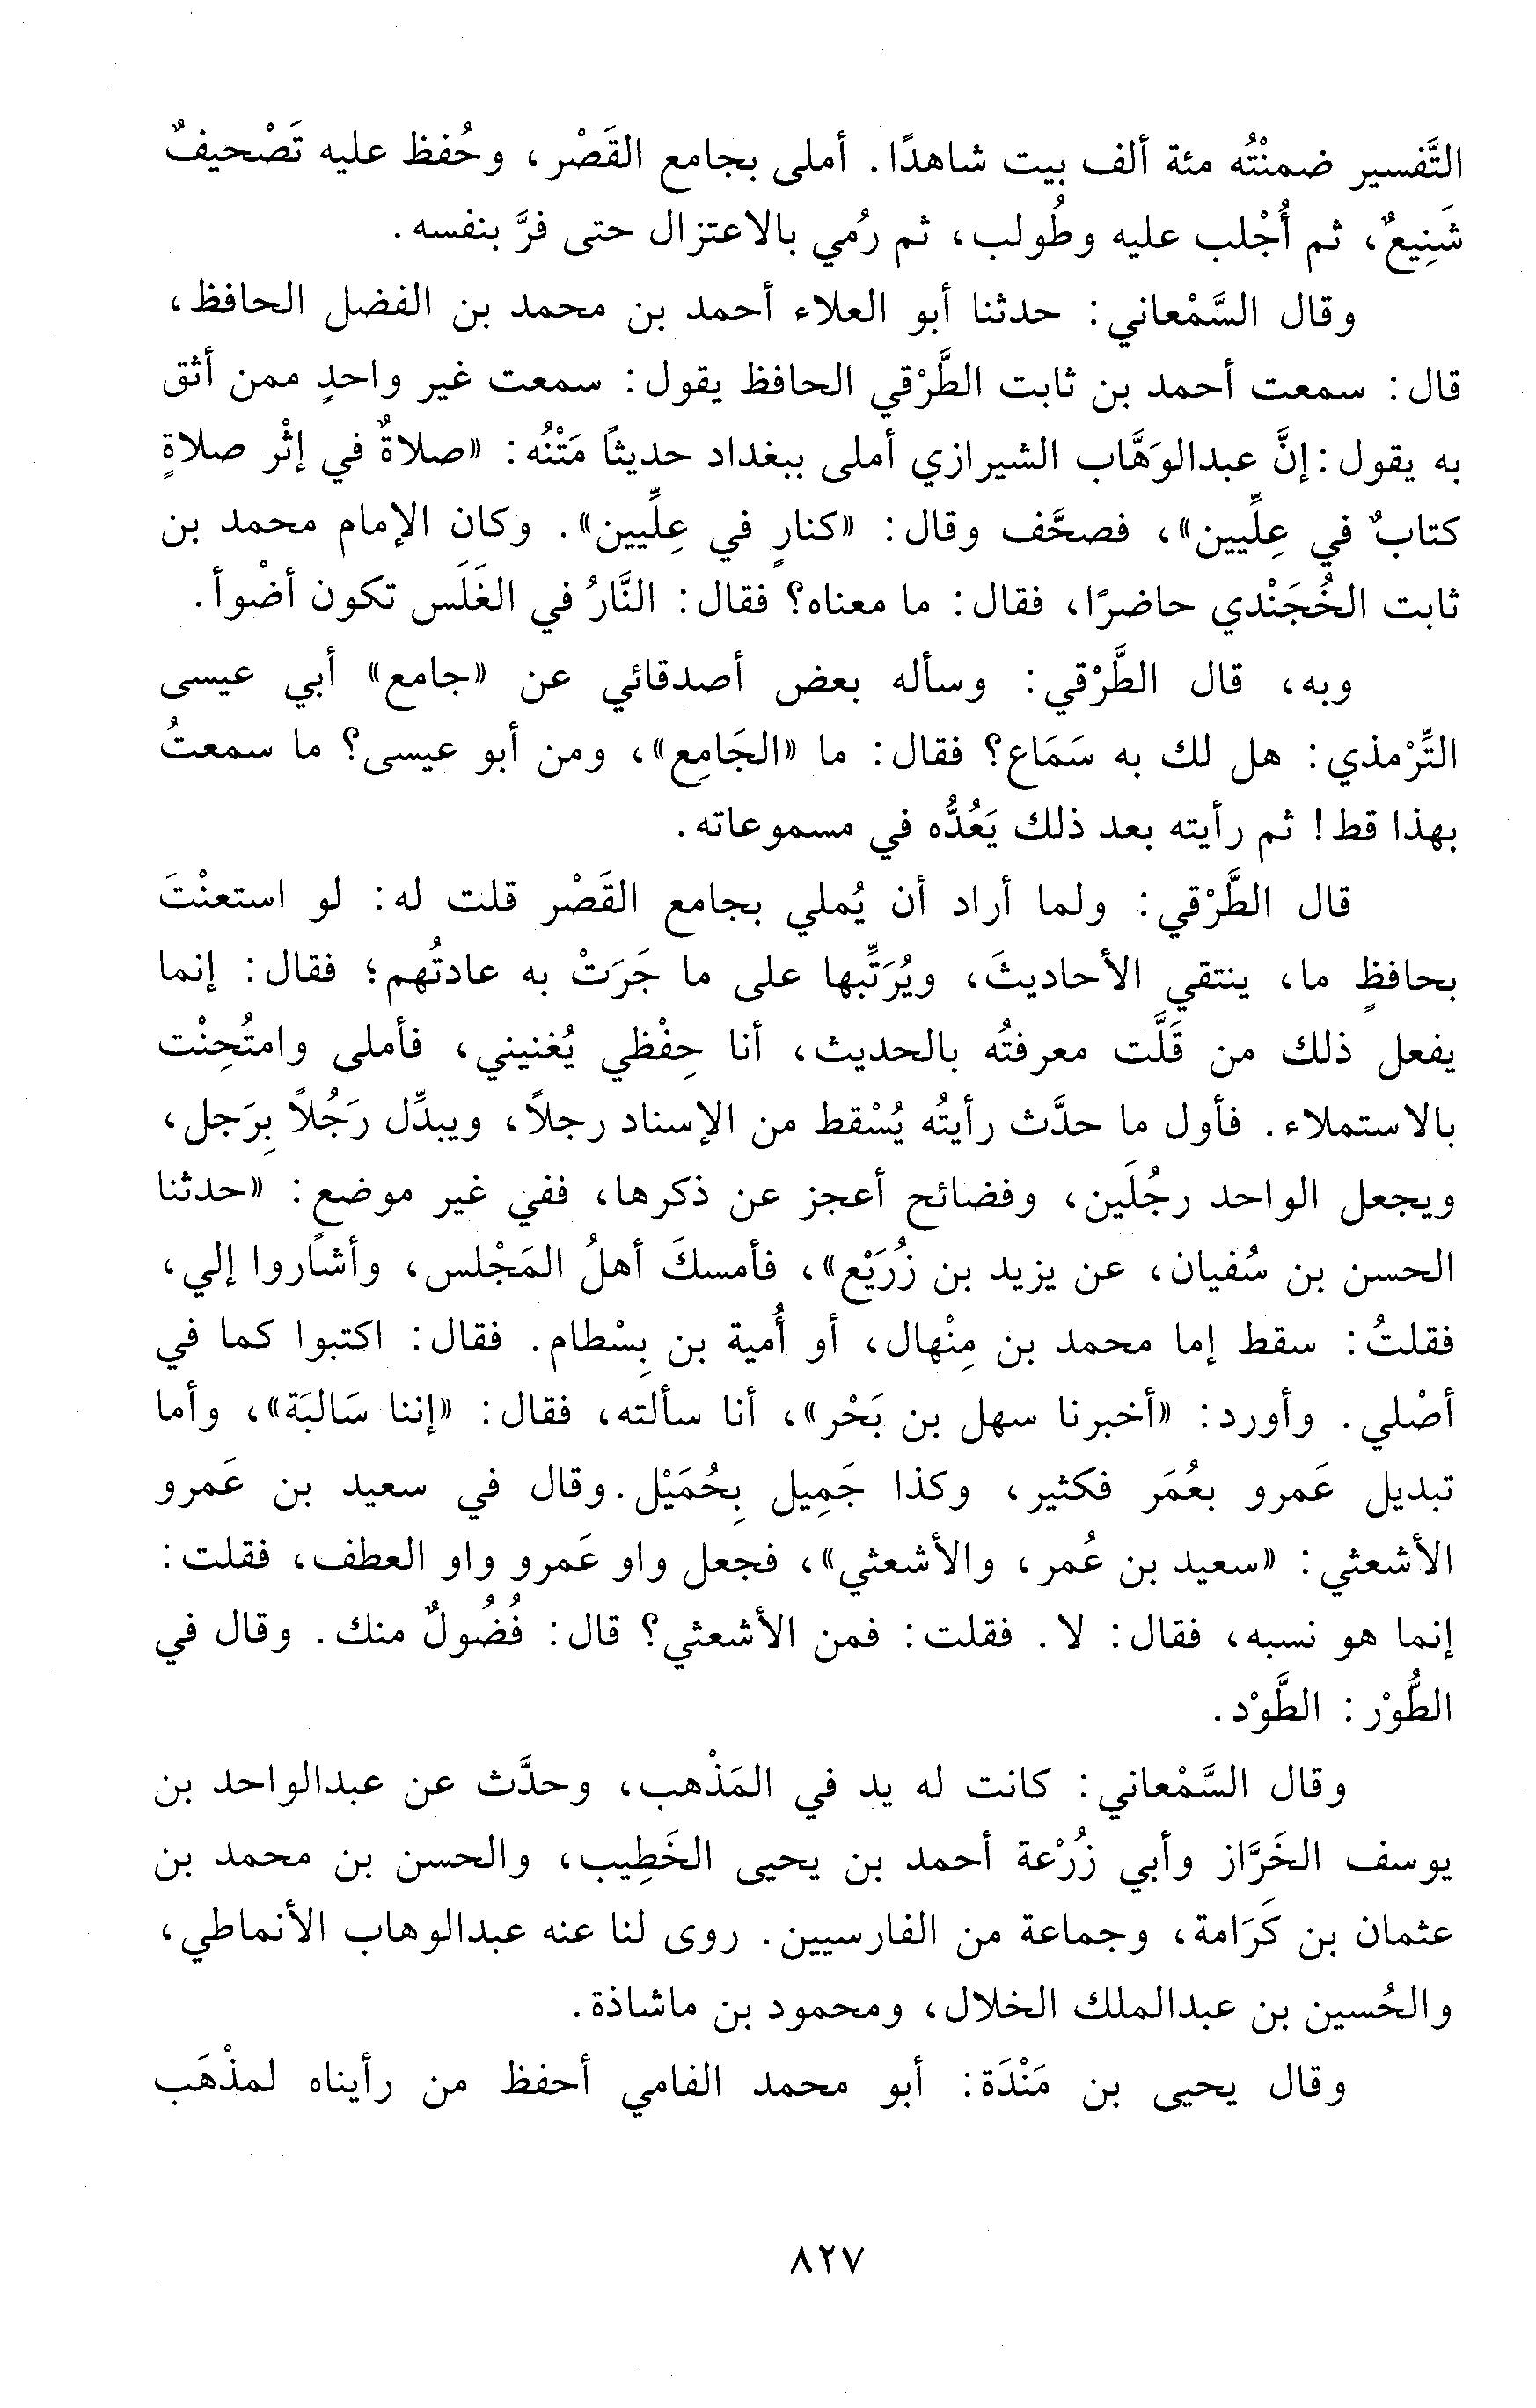 التَّفسير ضمنْتُه مئة ألف بيت شاهدًا. أملى بجامع القَصْر، وحُفظ عليه تَصْحيفٌ
شَنِيعٌ، ثم أُجْلب عليه وطُولب، ثم رُمي بالاعتزال حتى فرَّ بنفسه.
وقال السَّمْعاني: حدثنا أبو العلاء أحمد بن محمد بن الفضل الحافظ،
قال: سمعت أحمد بن ثابت الطَّرْقي الحافظ يقول: سمعت غير واحدٍ ممن أثق
به يقول: إنَّ عبدالوَهَّاب الشيرازي أملى ببغداد حديثًا مَتْنُه: «صلاةٌ في إثْر صلاةٍ
كتابٌ في عِلِّيين»، فصحَّف وقال: «كنارٍ في عِلِّيين». وكان الإمام محمد بن
ثابت الخُجَنْدي حاضرًا، فقال: ما معناه؟ فقال: النَّارُ في الغَلَس تكون أضْوأ.
وبه، قال الطَّرْقي: وسأله بعض أصدقائي عن «جامع» أبي عيسى
التِّرْمذي: هل لك به سَمَاع؟ فقال: ما «الجَامِع»، ومن أبو عيسى؟ ما سمعتُ
بهذا قط! ثم رأيته بعد ذلك يَعُدُّه في مسموعاته.
قال الطَّرْقي: ولما أراد أن يُملي بجامع القَصْر قلت له: لو استعنْتَ
بحافظٍ ما، ينتقي الأحاديثَ، ويُرَتِّبها على ما جَرَتْ به عادتُهم؛ فقال: إنما
يفعل ذلك من قَلَّت معرفتُه بالحديث، أنا حِفْظي يُغنيني، فأملى وامتُحِنْت
بالاستملاء. فأول ما حدَّث رأيتُه يُسْقط من الإسناد رجلاً، ويبدِّل رَجُلاً بِرَجل،
ويجعل الواحد رجُلَين، وفضائح أعجز عن ذكرها، ففي غير موضع: «حدثنا
الحسن بن سُفيان، عن يزيد بن زُرَيْع»، فأمسكَ أهلُ المَجْلس، وأشاروا إلي،
فقلتُ: سقط إما محمد بن مِنْهال، أو أُمية بن بِسْطام. فقال: اكتبوا كما في
أصْلي. وأورد: «أخبرنا سهل بن بَحْر»، أنا سألته، فقال: «إننا سَالبَة»، وأما
تبديل عَمرو بعُمَر فكثير، وكذا جَمِيل بِحُمَيْل. وقال في سعيد بن عَمرو
الأشعثي: «سعيد بن عُمر، والأشعثي»، فجعل واو عَمرو واو العطف، فقلت:
إنما هو نسبه، فقال: لا. فقلت: فمن الأشعثي؟ قال: فُضُولٌ منك. وقال في
الطُّوْر: الطَّوْد.
وقال السَّمْعاني: كانت له يد في المَذْهب، وحدَّث عن عبدالواحد بن
يوسف الخَرَّاز وأبي زُرْعة أحمد بن يحيى الخَطِيب، والحسن بن محمد بن
عثمان بن كَرَامة، وجماعة من الفارسيين. روى لنا عنه عبدالوهاب الأنماطي،
والحُسين بن عبدالملك الخلال، ومحمود بن ماشاذة.
وقال يحيى بن مَنْدَة: أبو محمد الفامي أحفظ من رأيناه لمذْهَب
٨٢٧